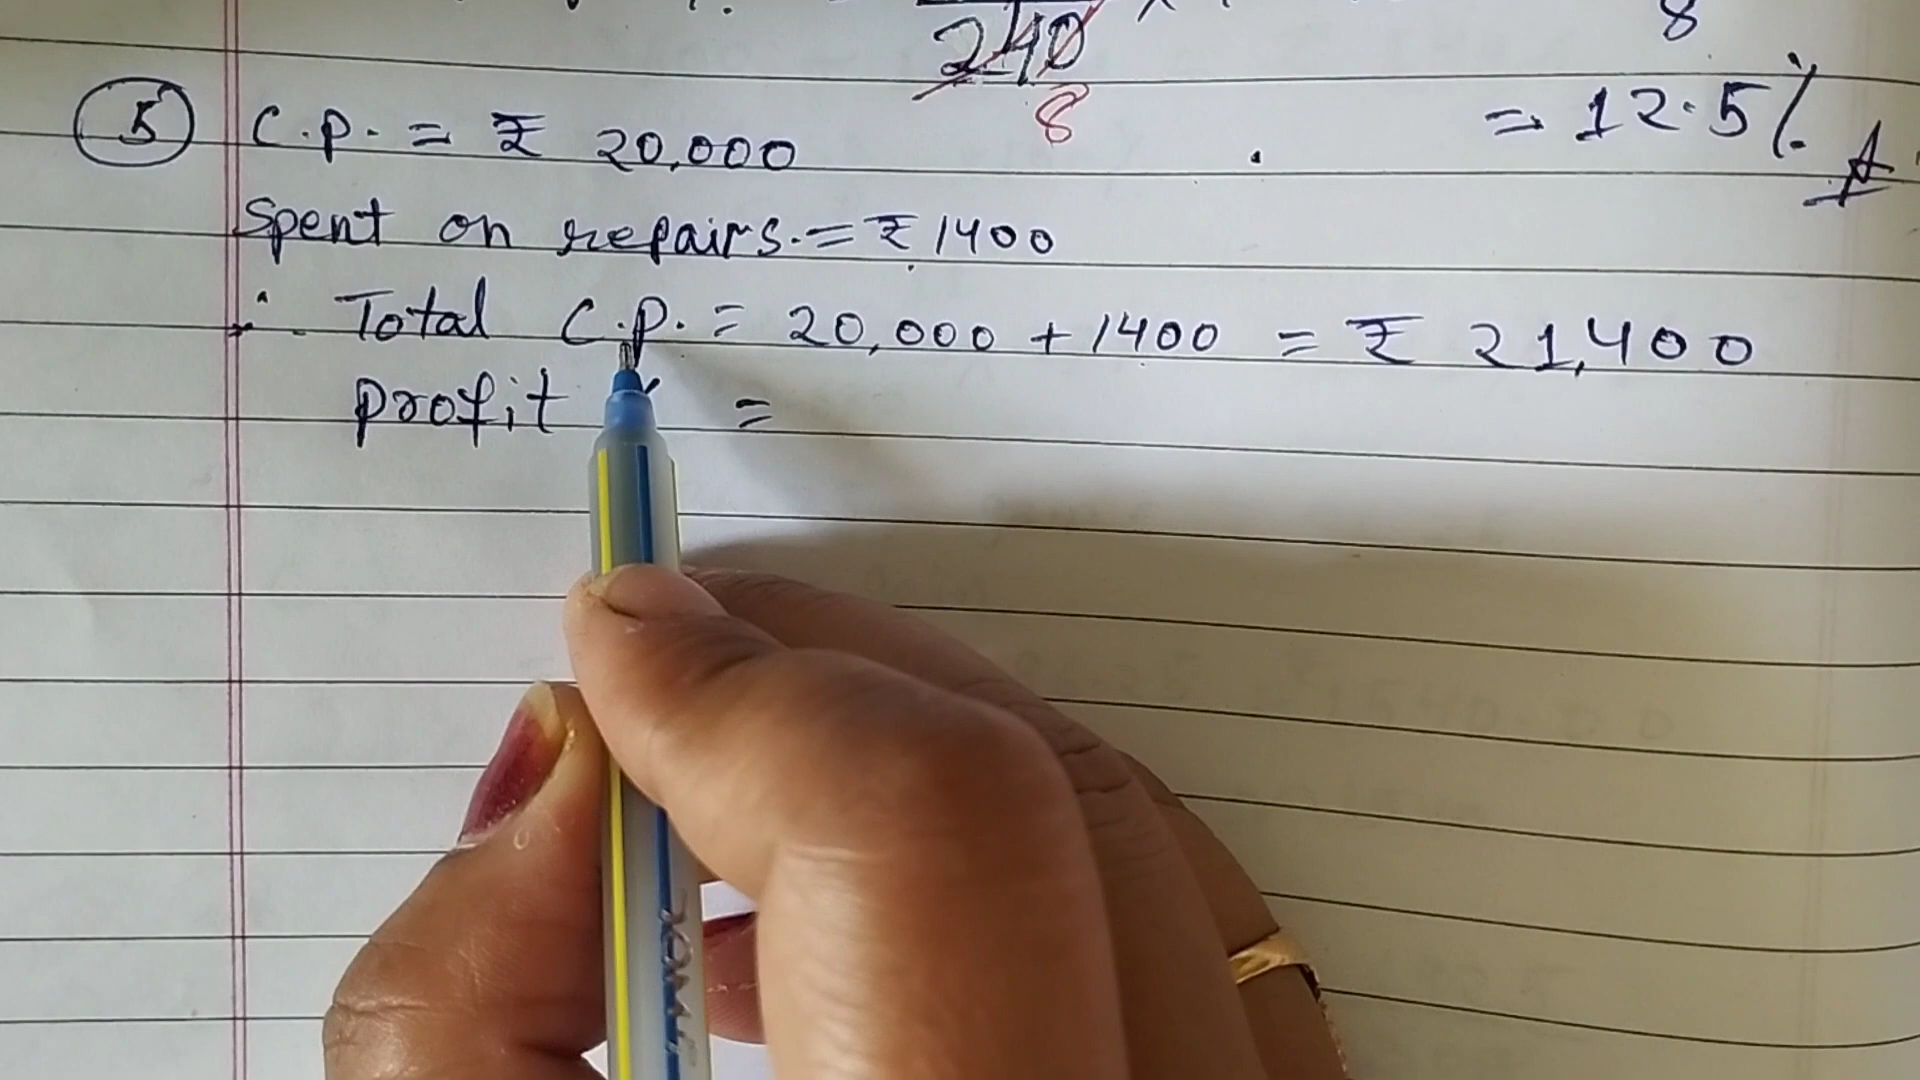 240
8
8
= 12.5%
5 C.P. = ₹ 20,000
Spent on repairs. = ₹ 1400
∴ Total C.P. = 20,000 + 1400 = ₹ 21,400
profit =